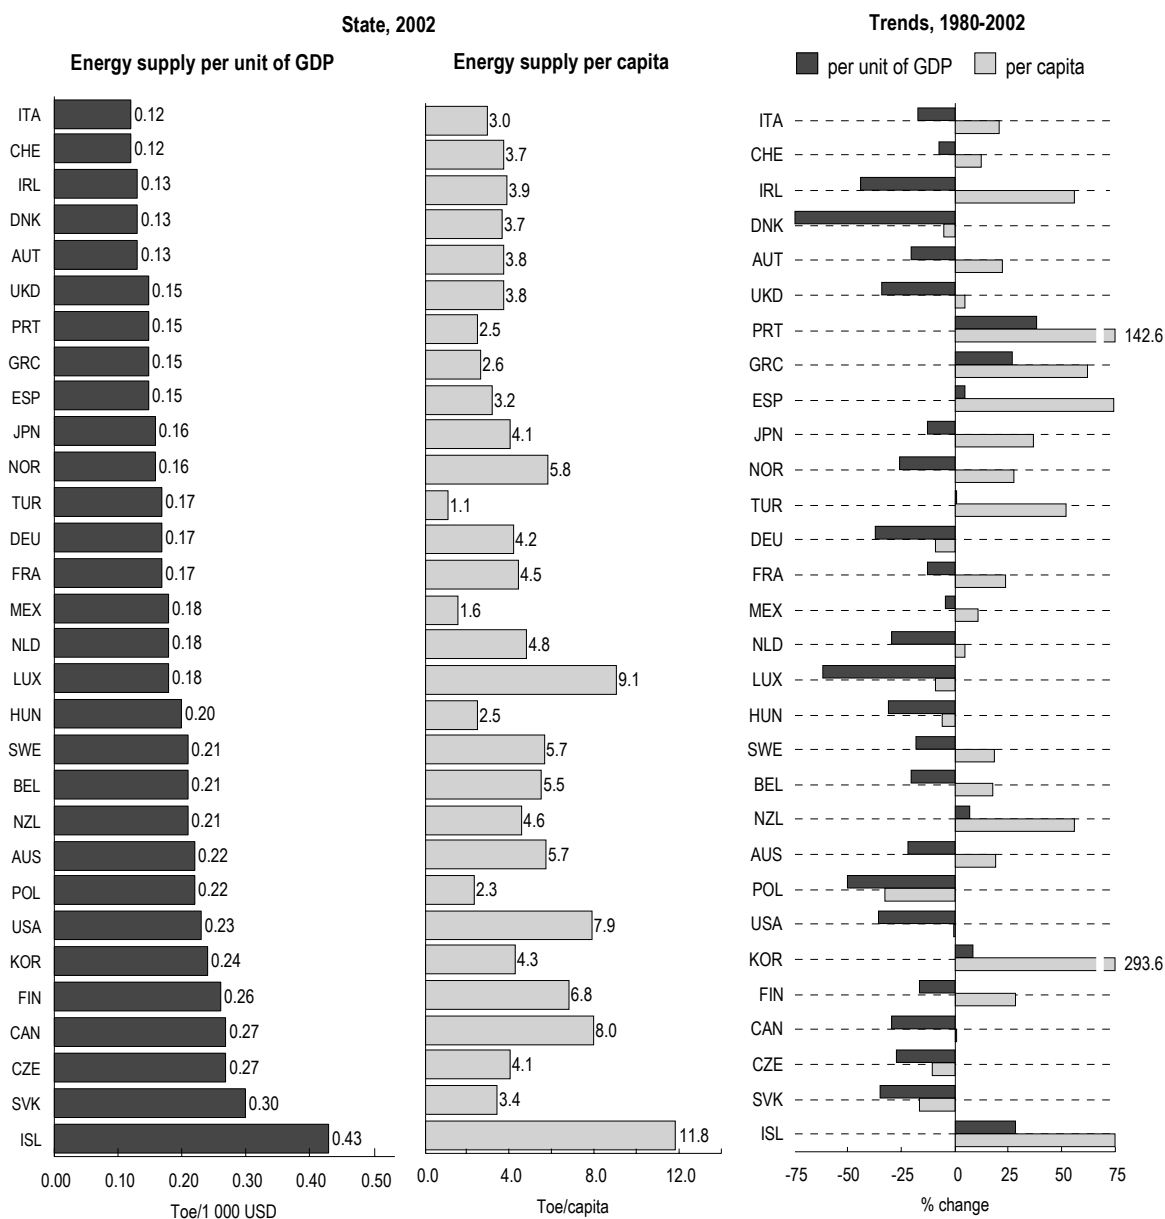 State, 2002
Trends, 1980-2002
Energy supply per unit of GDP
Energy supply per capita
per unit of GDP
per capita
ITA 0.12 3.0 ITA
CHE 0.12 3.7 CHE
IRL 0.13 3.9 IRL
DNK 0.13 3.7 DNK
AUT 0.13 3.8 AUT
UKD 0.15 3.8 UKD
PRT 0.15 2.5 PRT 142.6
GRC 0.15 2.6 GRC
ESP 0.15 3.2 ESP
JPN 0.16 4.1 JPN
NOR 0.16 5.8 NOR
TUR 0.17 1.1 TUR
DEU 0.17 4.2 DEU
FRA 0.17 4.5 FRA
MEX 0.18 1.6 MEX
NLD 0.18 4.8 NLD
LUX 0.18 9.1 LUX
HUN 0.20 2.5 HUN
SWE 0.21 5.7 SWE
BEL 0.21 5.5 BEL
NZL 0.21 4.6 NZL
AUS 0.22 5.7 AUS
POL 0.22 2.3 POL
USA 0.23 7.9 USA
KOR 0.24 4.3 KOR 293.6
FIN 0.26 6.8 FIN
CAN 0.27 8.0 CAN
CZE 0.27 4.1 CZE
SVK 0.30 3.4 SVK
ISL 0.43 11.8 ISL
0.00 0.10 0.20 0.30 0.40 0.50
0.0 4.0 8.0 12.0
-75 -50 -25 0 25 50 75
Toe/1 000 USD
Toe/capita
% change